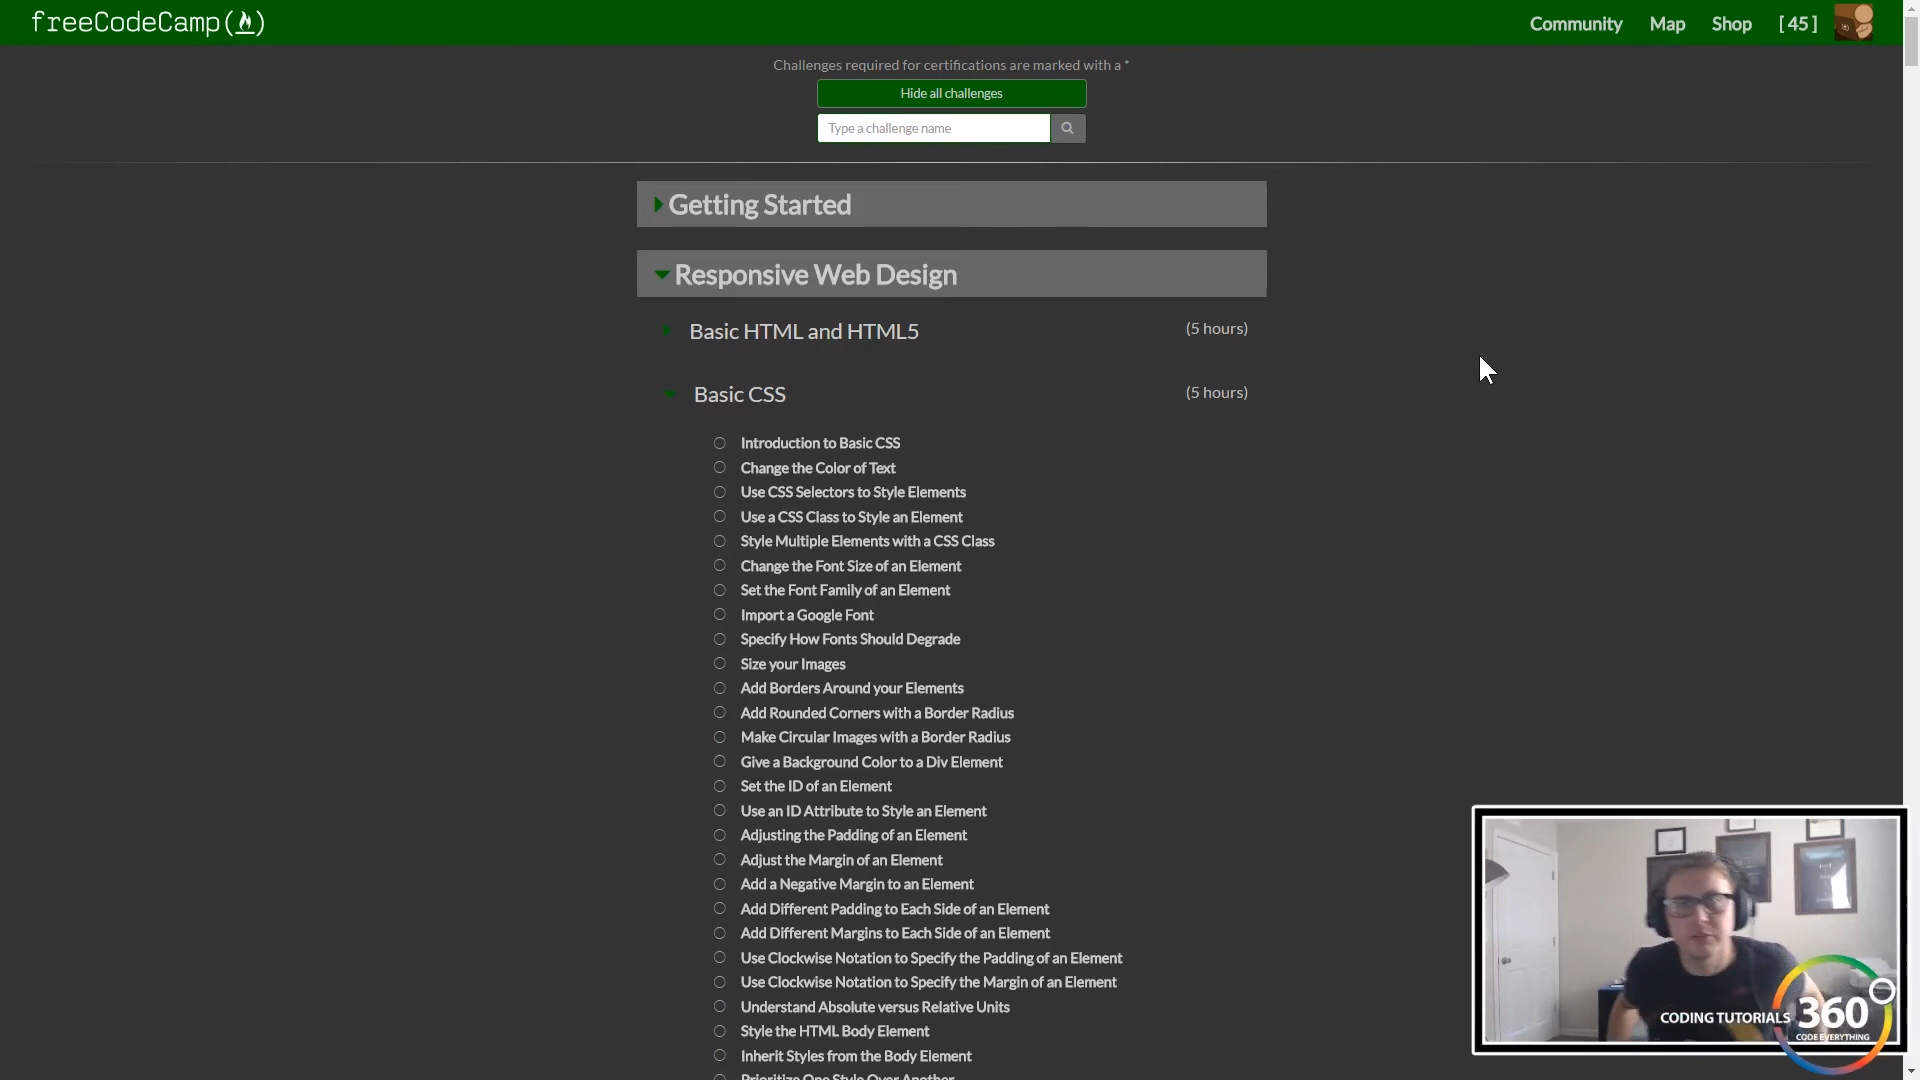 freeCodeCamp
Community Map Shop [ 45 ]
Challenges required for certifications are marked with a *
Hide all challenges
Type a challenge name
Getting Started
Responsive Web Design
Basic HTML and HTML5 (5 hours)
Basic CSS (5 hours)
Introduction to Basic CSS
Change the Color of Text
Use CSS Selectors to Style Elements
Use a CSS Class to Style an Element
Style Multiple Elements with a CSS Class
Change the Font Size of an Element
Set the Font Family of an Element
Import a Google Font
Specify How Fonts Should Degrade
Size your Images
Add Borders Around your Elements
Add Rounded Corners with a Border Radius
Make Circular Images with a Border Radius
Give a Background Color to a Div Element
Set the ID of an Element
Use an ID Attribute to Style an Element
Adjusting the Padding of an Element
Adjust the Margin of an Element
Add a Negative Margin to an Element
Add Different Padding to Each Side of an Element
Add Different Margins to Each Side of an Element
Use Clockwise Notation to Specify the Padding of an Element
Use Clockwise Notation to Specify the Margin of an Element
Understand Absolute versus Relative Units
Style the HTML Body Element
Inherit Styles from the Body Element
Prioritize One Style Over Another
CODING TUTORIALS 360
CODE EVERYTHING